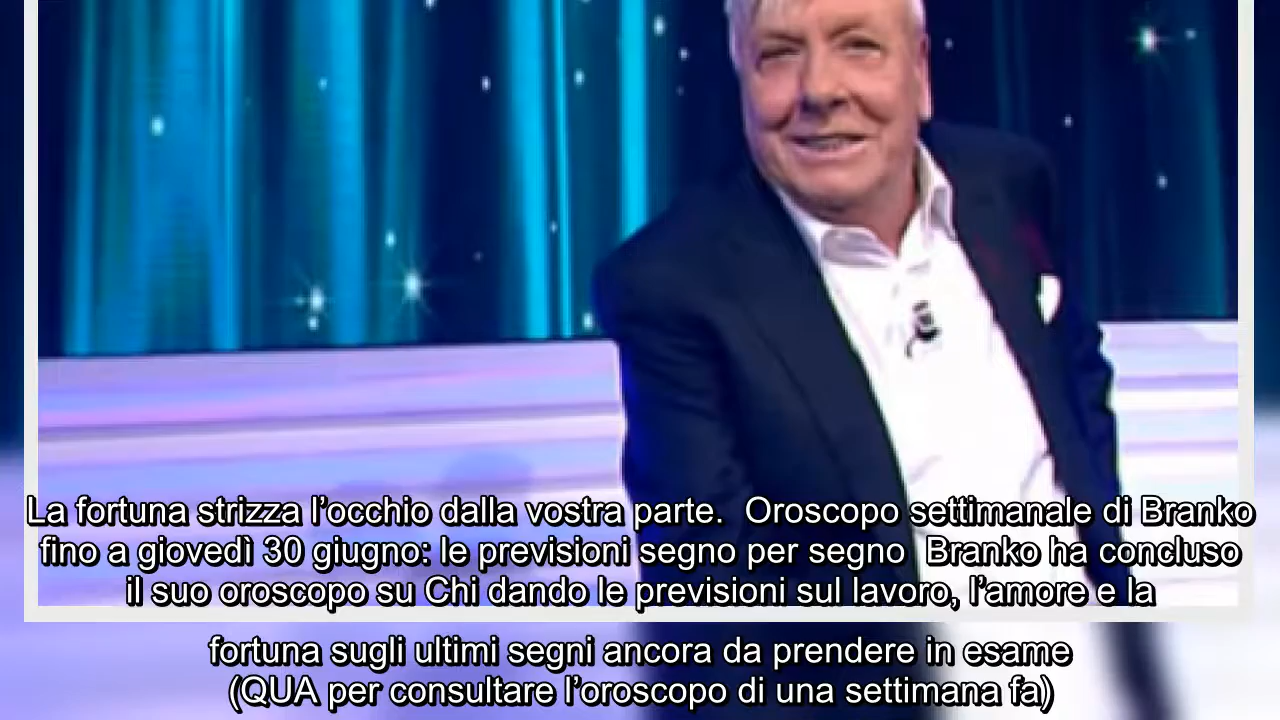 La fortuna strizza l’occhio dalla vostra parte.  Oroscopo settimanale di Branko
fino a giovedì 30 giugno: le previsioni segno per segno  Branko ha concluso
il suo oroscopo su Chi dando le previsioni sul lavoro, l’amore e la
fortuna sugli ultimi segni ancora da prendere in esame
(QUA per consultare l’oroscopo di una settimana fa)